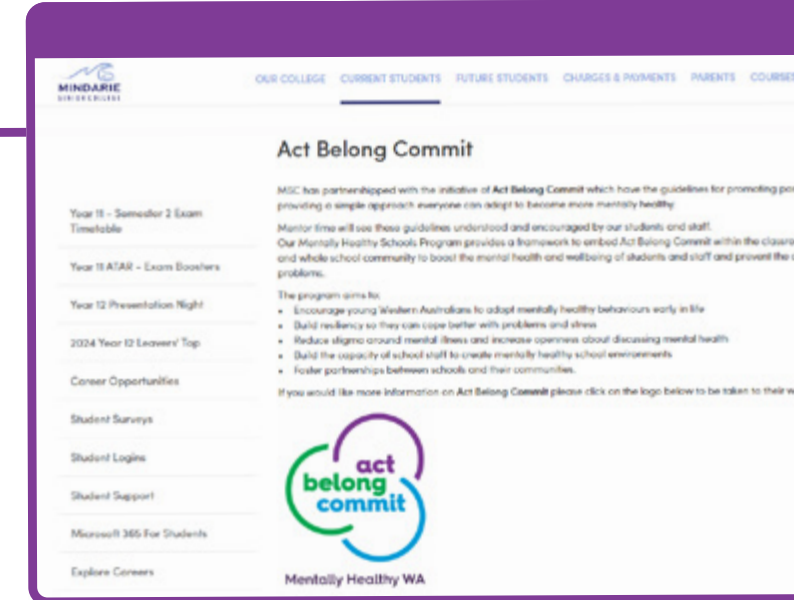 MINDARIE
SENIOR COLLEGE
OUR COLLEGE CURRENT STUDENTS FUTURE STUDENTS CHARGES & PAYMENTS PARENTS COURSES
Act Belong Commit
Year 11 - Semester 2 Exam
Timetable
Year 11 ATAR - Exam Boosters
Year 12 Presentation Night
2024 Year 12 Leavers' Top
Career Opportunities
Student Surveys
Student Logins
Student Support
Microsoft 365 For Students
Explore Careers
MSC has partnershipped with the initiative of Act Belong Commit which have the guidelines for promoting
providing a simple approach everyone can adopt to become more mentally healthy
Mentor time will see these guidelines understood and encouraged by our students and staff.
Our Mentally Healthy Schools Program provides a framework to embed Act Belong Commit within the
and whole school community to boost the mental health and wellbeing of students and staff and prevent the
problems.
The program aims to:
• Encourage young Western Australians to adopt mentally healthy behaviours early in life
• Build resiliency so they can cope better with problems and stress
• Reduce stigma around mental illness and increase openness about discussing mental health
• Build the capacity of school staff to create mentally healthy school environments
• Foster partnerships between schools and their communities.
If you would like more information on Act Belong Commit please click on the logo below to be taken to their
act
belong
commit
Mentally Healthy WA